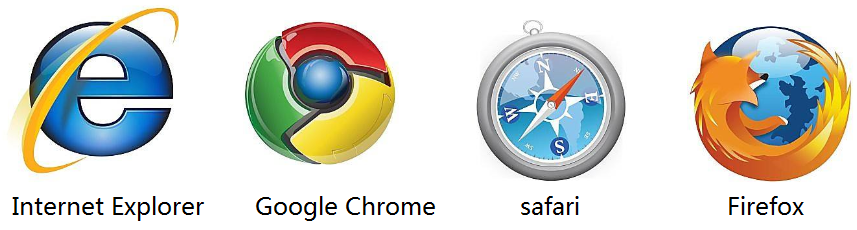 N
E
S
W
Internet Explorer
Google Chrome
safari
Firefox